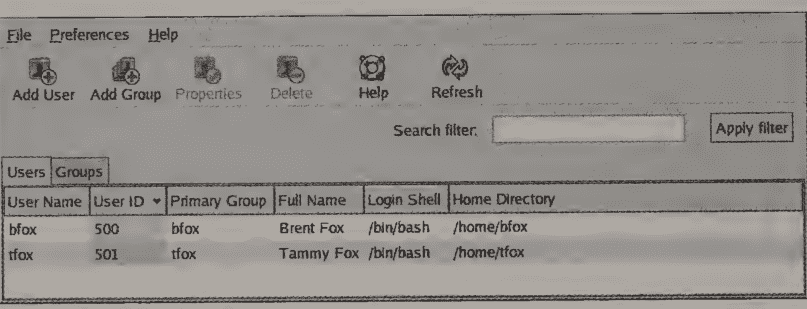 File Preferences Help
Add User Add Group Properties Delete Help Refresh
Search filter: Apply filter
Users Groups
User Name User ID Primary Group Full Name Login Shell Home Directory
bfox 500 bfox Brent Fox /bin/bash /home/bfox
tfox 501 tfox Tammy Fox /bin/bash /home/tfox